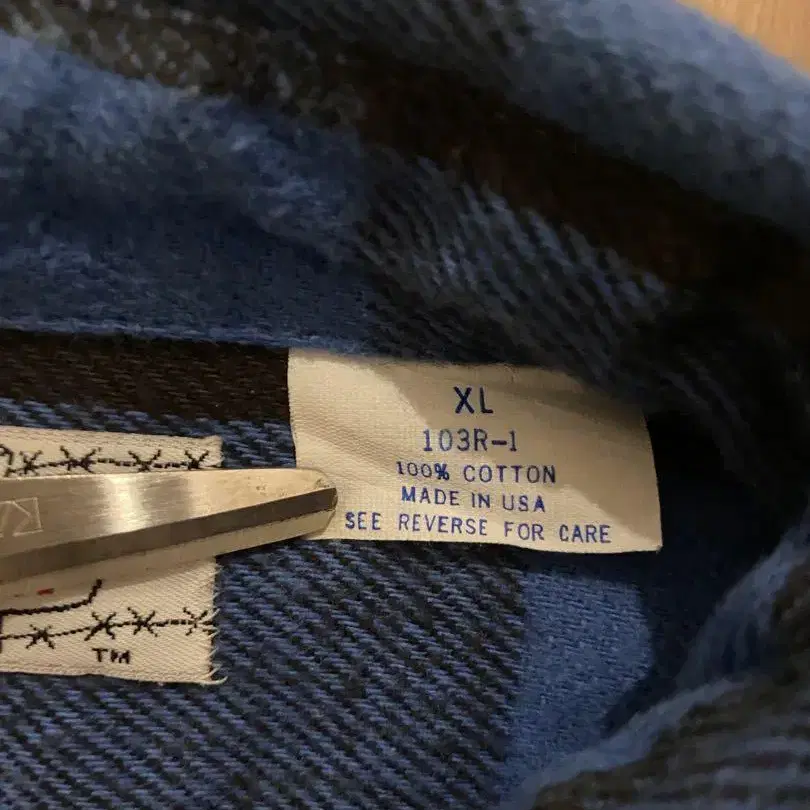 XL
103R-1
100% COTTON
MADE IN USA
SEE REVERSE FOR CARE
TM